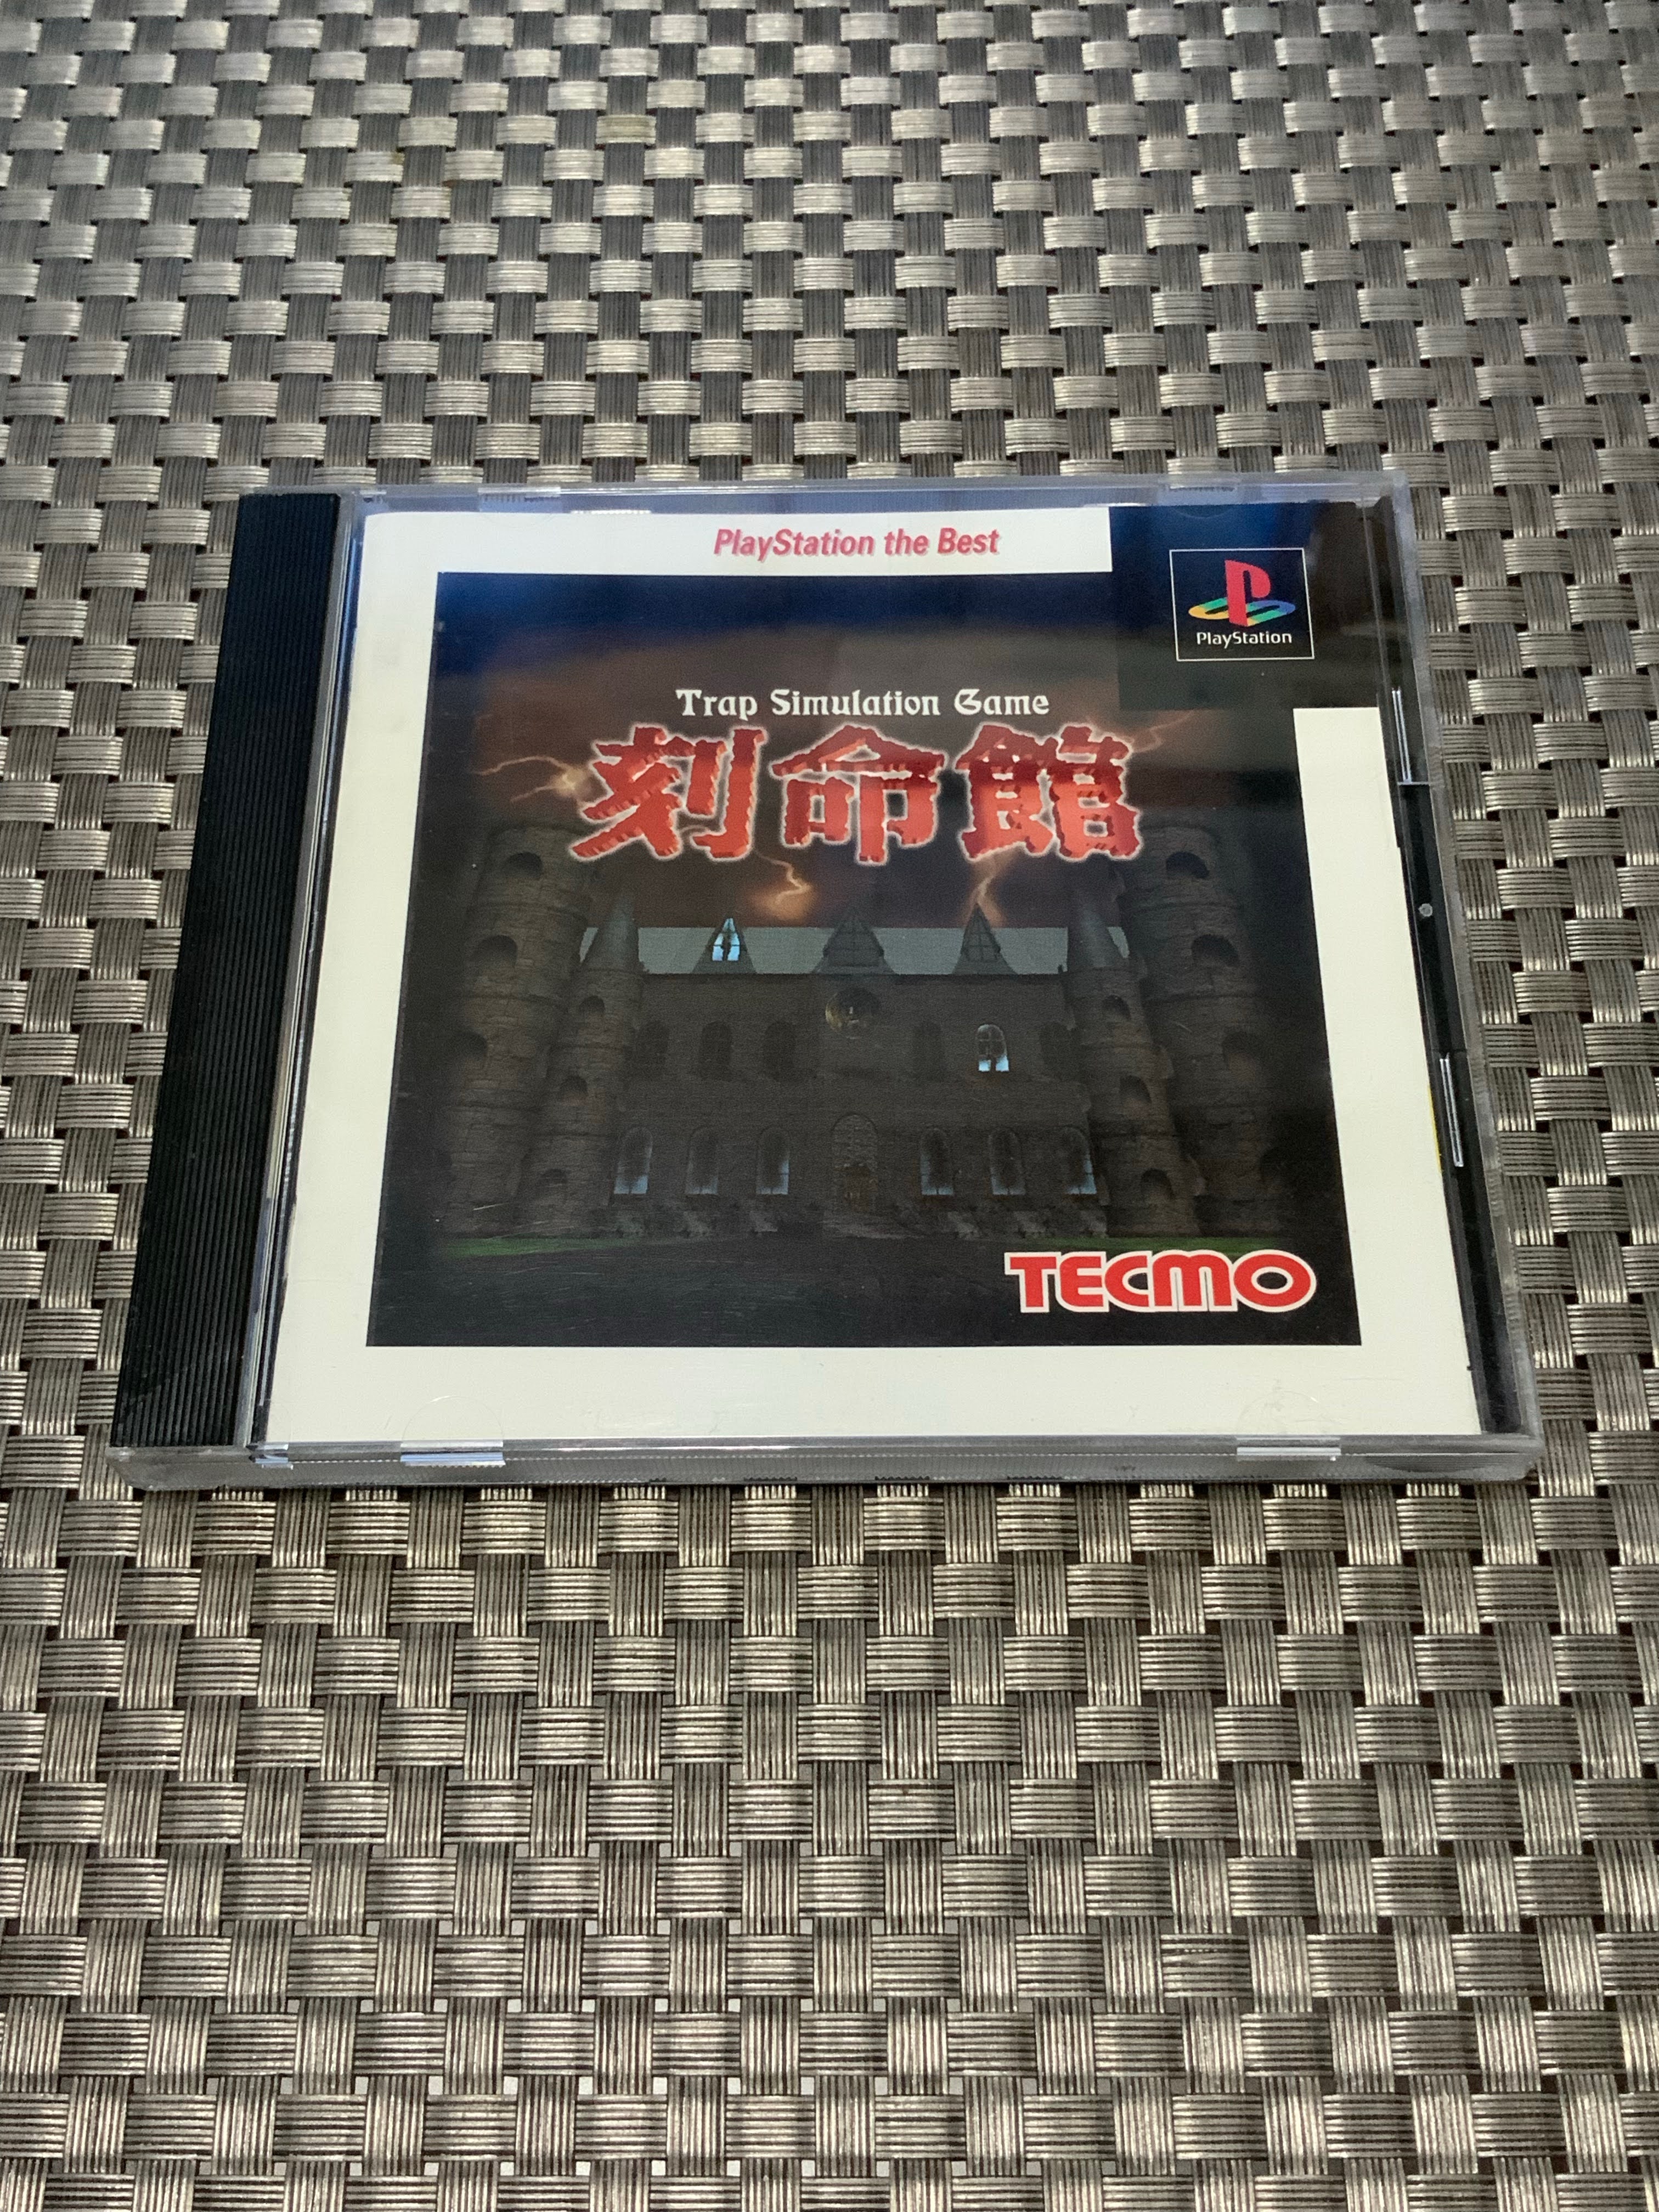 PlayStation the Best
PlayStation
Trap Simulation Game
刻命館
TECMO